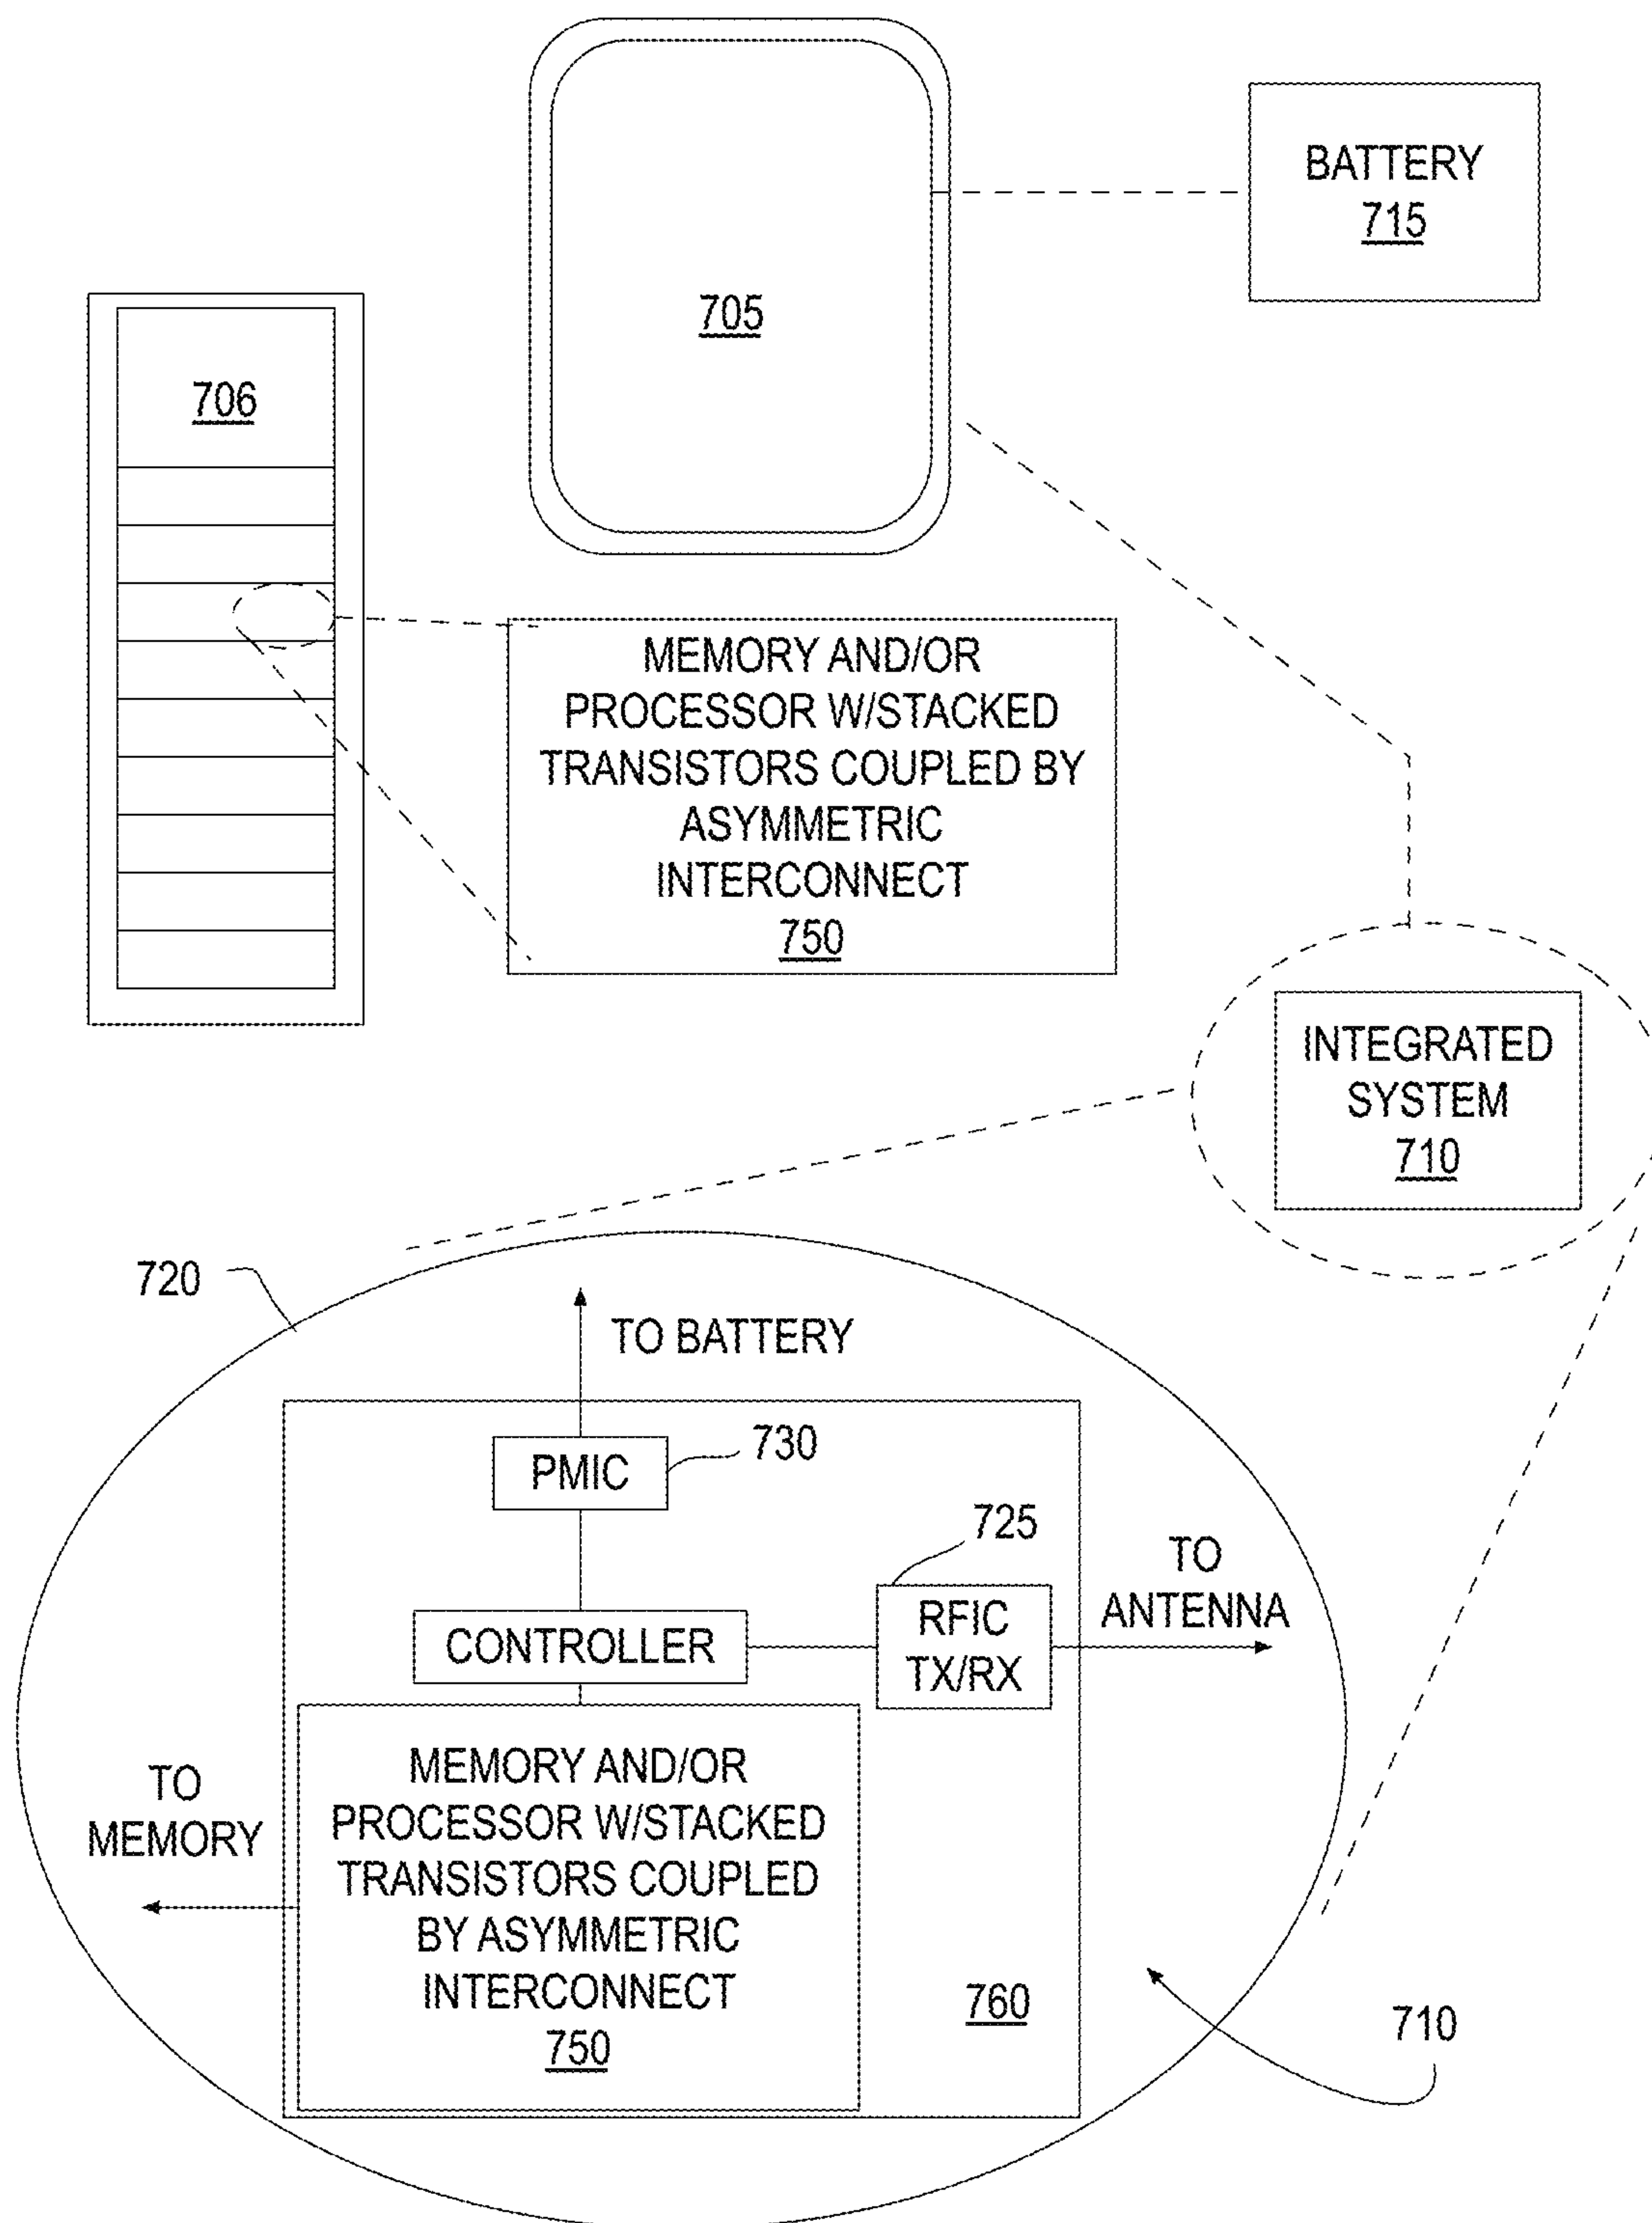 BATTERY
715
705
706
MEMORY AND/OR
PROCESSOR W/STACKED
TRANSISTORS COUPLED BY
ASYMMETRIC
INTERCONNECT
750
INTEGRATED
SYSTEM
710
720
TO BATTERY
PMIC
730
725
RFIC
TX/RX
TO
ANTENNA
CONTROLLER
TO
MEMORY
MEMORY AND/OR
PROCESSOR W/STACKED
TRANSISTORS COUPLED
BY ASYMMETRIC
INTERCONNECT
750
760
710